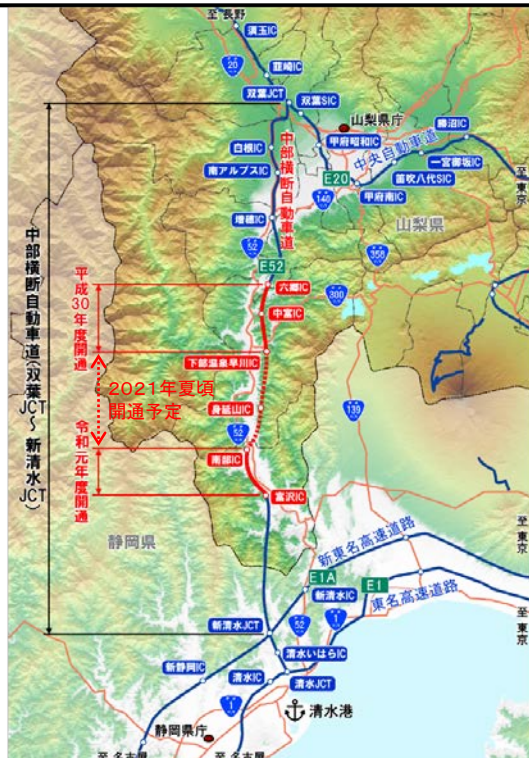 至 長野
須玉IC
20
韮崎IC
双葉JCT
双葉SIC
山梨県庁
勝沼IC
白根IC
甲府昭和IC
中央自動車道
一宮御坂IC
南アルプスIC
E20
笛吹八代SIC
至 東京
中部横断自動車道
140
甲府南IC
増穂IC
山梨県
52
358
E52
六郷IC
300
中富IC
平成30年度開通
下部温泉早川IC
2021年夏頃
開通予定
139
身延山IC
52
中部横断自動車道(双葉JCT~新清水JCT)
南部IC
令和元年度開通
富沢IC
静岡県
新東名高速道路
至 東京
E1A
E1
東名高速道路
新清水IC
52
1
至 東京
新清水JCT
清水いはらIC
新静岡IC
清水IC
清水JCT
1
清水港
静岡県庁
至 名古屋
至 名古屋